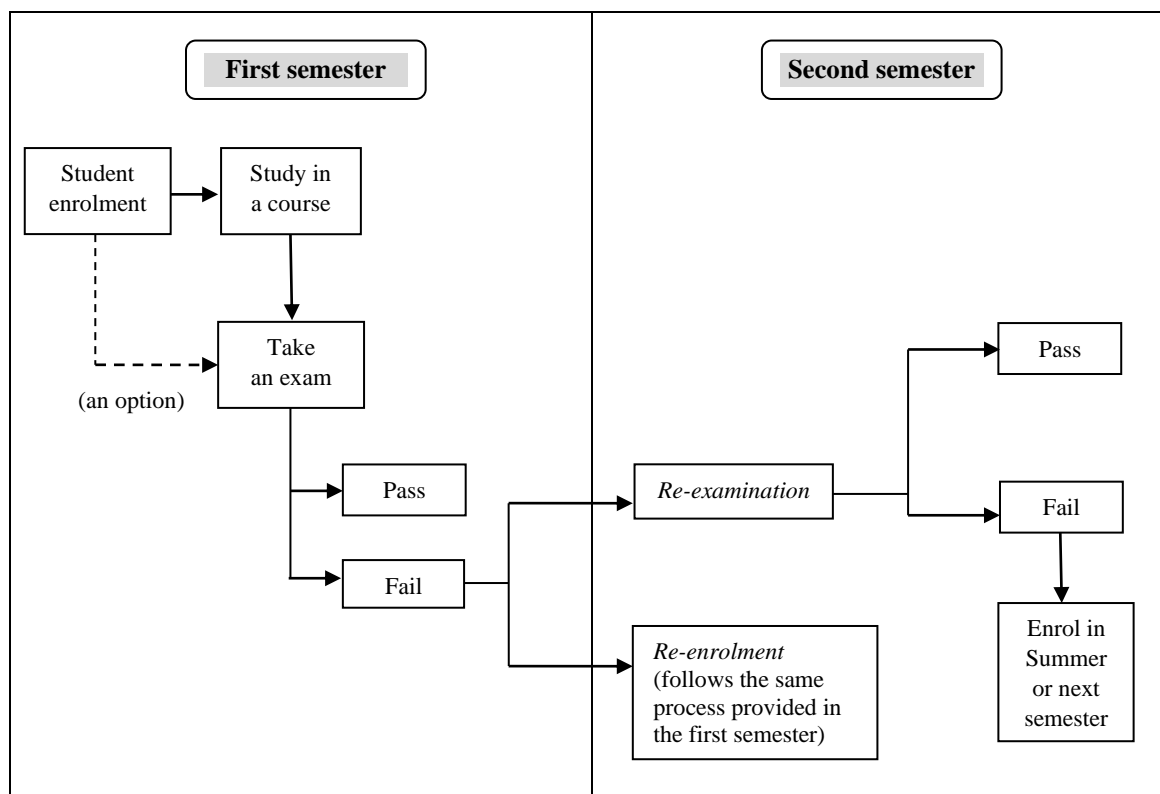 First semester
Student
enrolment
Study in
a course
Take
an exam
(an option)
Pass
Fail
Second semester
Re-examination
Pass
Fail
Re-enrolment
(follows the same
process provided in
the first semester)
Enrol in
Summer
or next
semester